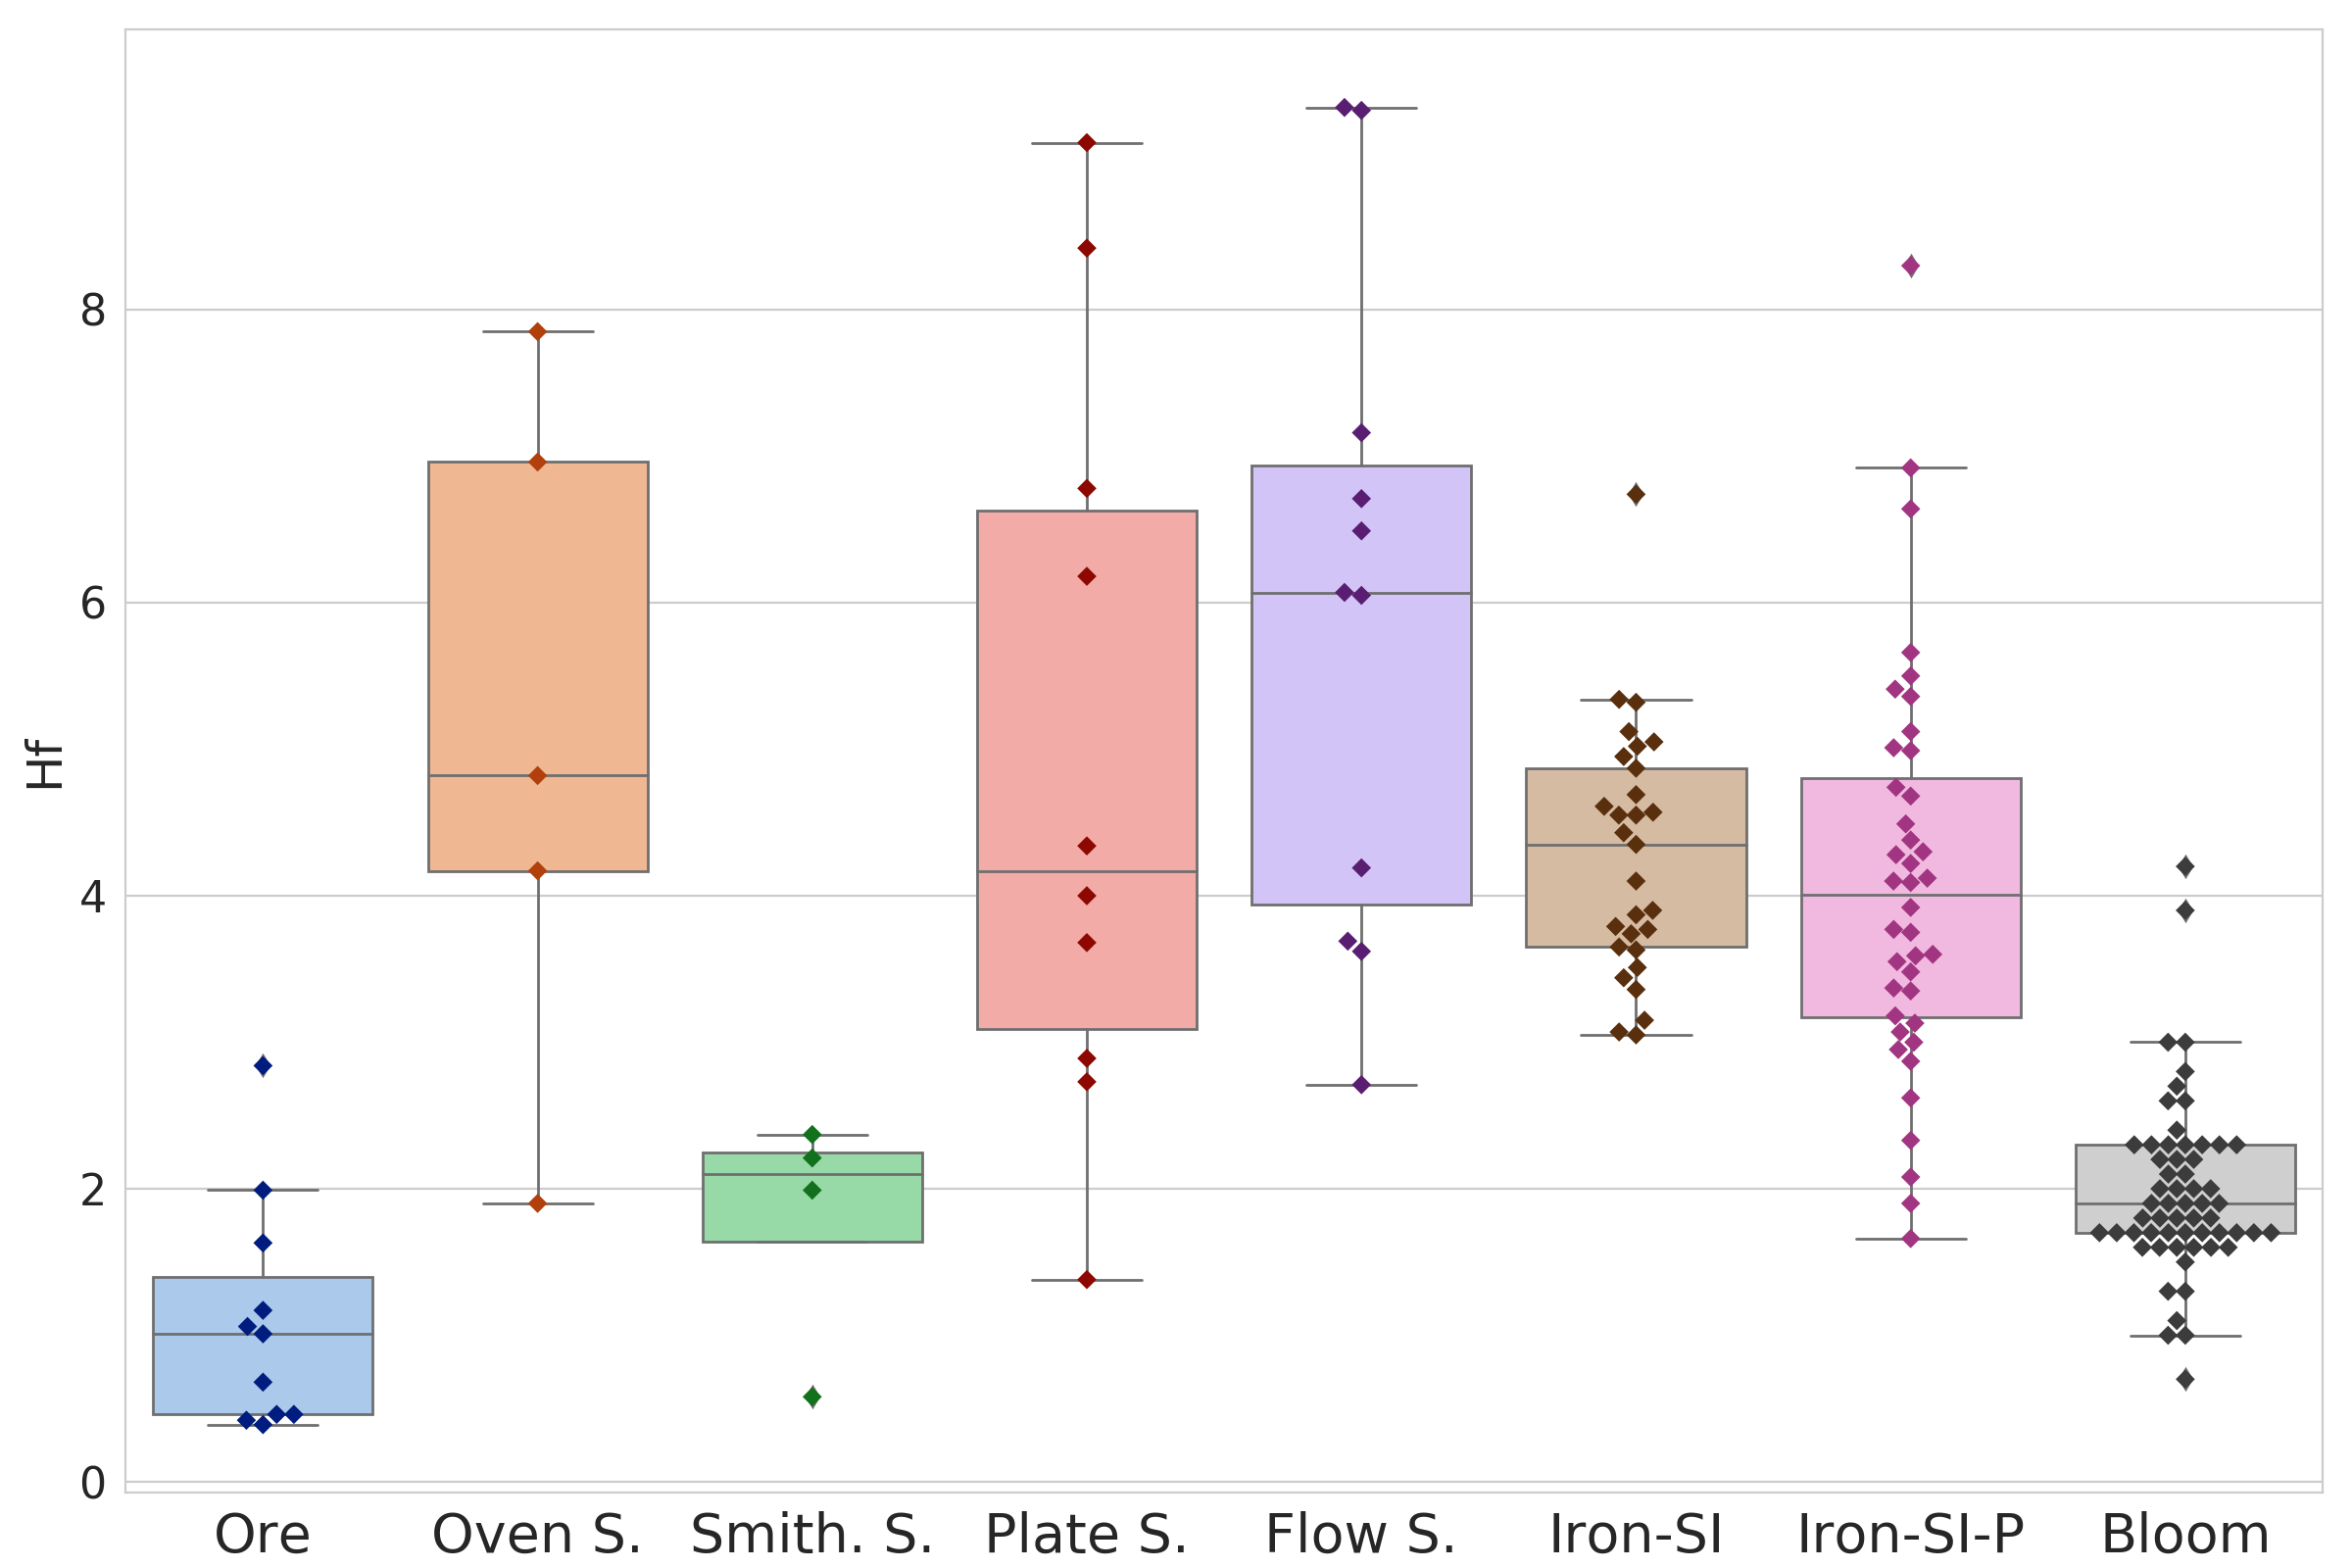 Hf
8
6
4
2
0
Ore Oven S. Smith. S. Plate S. Flow S. Iron-SI Iron-SI-P Bloom